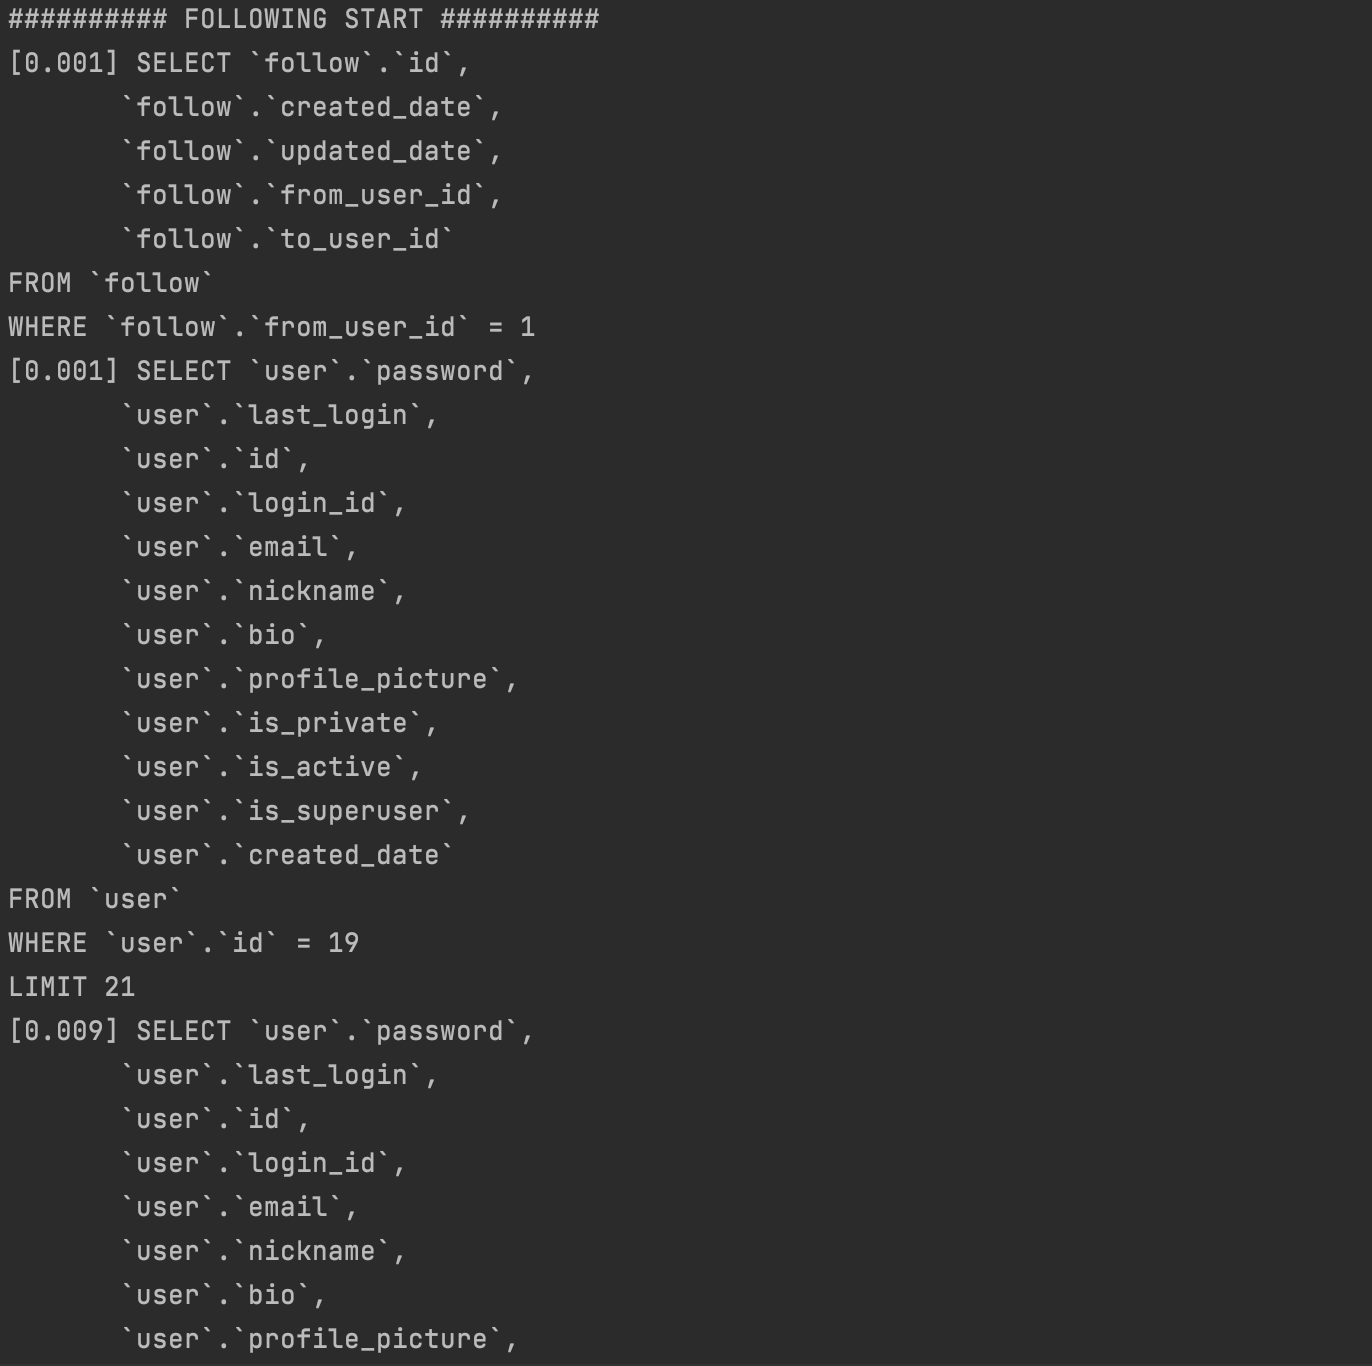 ########## FOLLOWING START ##########
[0.001] SELECT `follow`.`id`,
       `follow`.`created_date`,
       `follow`.`updated_date`,
       `follow`.`from_user_id`,
       `follow`.`to_user_id`
FROM `follow`
WHERE `follow`.`from_user_id` = 1
[0.001] SELECT `user`.`password`,
       `user`.`last_login`,
       `user`.`id`,
       `user`.`login_id`,
       `user`.`email`,
       `user`.`nickname`,
       `user`.`bio`,
       `user`.`profile_picture`,
       `user`.`is_private`,
       `user`.`is_active`,
       `user`.`is_superuser`,
       `user`.`created_date`
FROM `user`
WHERE `user`.`id` = 19
LIMIT 21
[0.009] SELECT `user`.`password`,
       `user`.`last_login`,
       `user`.`id`,
       `user`.`login_id`,
       `user`.`email`,
       `user`.`nickname`,
       `user`.`bio`,
       `user`.`profile_picture`,